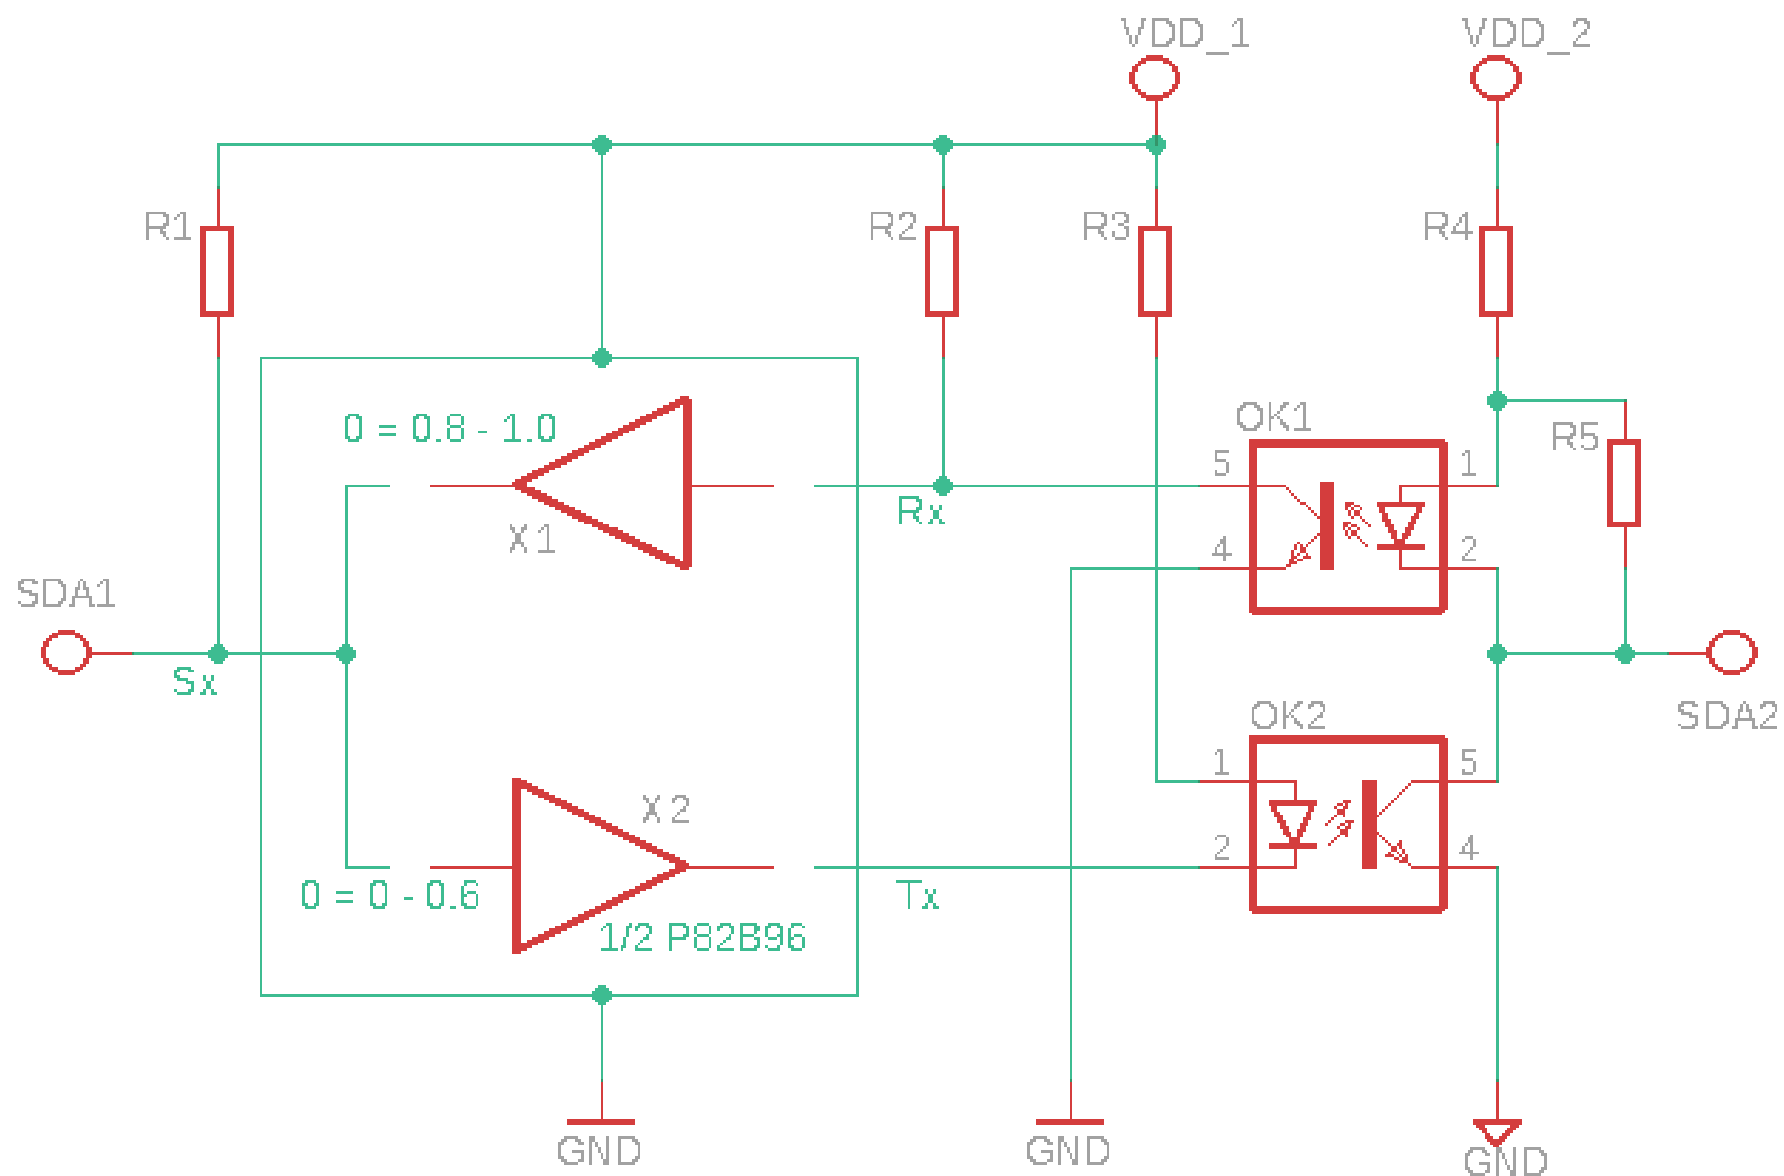 VDD_1
VDD_2
R1
R2
R3
R4
0 = 0.8 - 1.0
OK1
R5
5
1
Rx
X1
4
2
SDA1
Sx
SDA2
OK2
1
5
X2
2
4
0 = 0 - 0.6
Tx
1/2 P82B96
GND
GND
GND